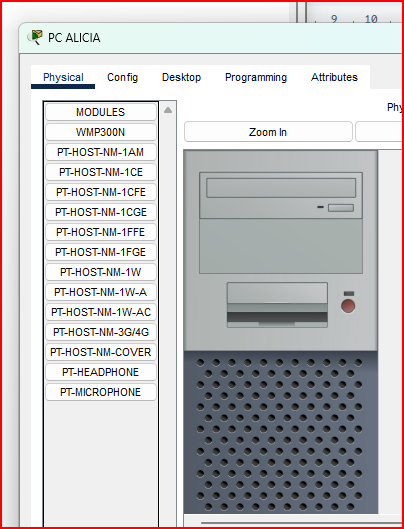 9 10
PC ALICIA
Physical Config Desktop Programming Attributes
MODULES
WMP300N
PT-HOST-NM-1AM
PT-HOST-NM-1CE
PT-HOST-NM-1CFE
PT-HOST-NM-1CGE
PT-HOST-NM-1FFE
PT-HOST-NM-1FGE
PT-HOST-NM-1W
PT-HOST-NM-1W-A
PT-HOST-NM-1W-AC
PT-HOST-NM-3G/4G
PT-HOST-NM-COVER
PT-HEADPHONE
PT-MICROPHONE
Phy
Zoom In